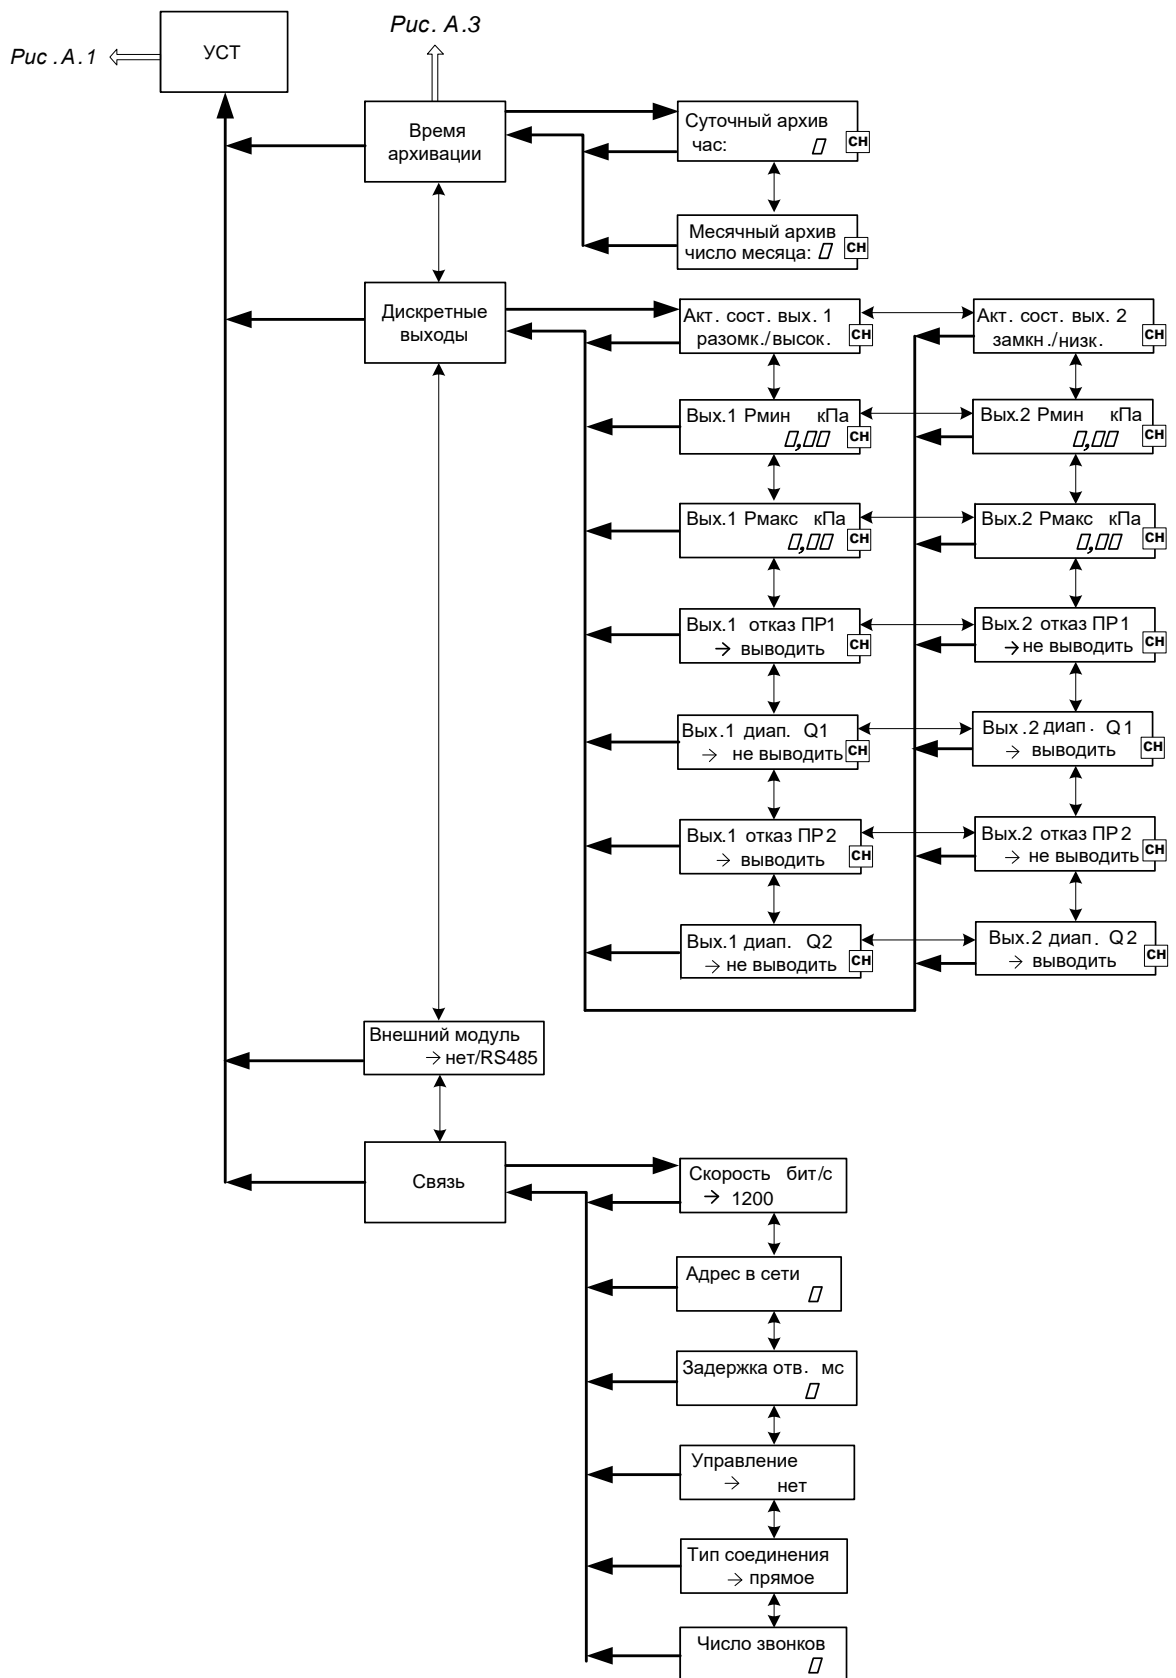 Рис. А.3
Рис .А.1
УСТ
Время
архивации
Суточный архив
час: 0
СН
Месячный архив
число месяца: 0
СН
Дискретные
выходы
Акт. сост. вых. 1
разомк./высок.
СН
Акт. сост. вых. 2
замкн./низк.
СН
Вых.1 Рмин кПа
0,00
СН
Вых.2 Рмин кПа
0,00
СН
Вых.1 Рмакс кПа
0,00
СН
Вых.2 Рмакс кПа
0,00
СН
Вых.1 отказ ПР1
→ выводить
СН
Вых.2 отказ ПР1
→ не выводить
СН
Вых.1 диап. Q1
→ не выводить
СН
Вых.2 диап. Q1
→ выводить
СН
Вых.1 отказ ПР2
→ выводить
СН
Вых.2 отказ ПР2
→ не выводить
СН
Вых.1 диап. Q2
→ не выводить
СН
Вых.2 диап. Q2
→ выводить
СН
Внешний модуль
→ нет/RS485
Связь
Скорость бит/с
→ 1200
Адрес в сети
0
Задержка отв. мс
0
Управление
→ нет
Тип соединения
→ прямое
Число звонков
0